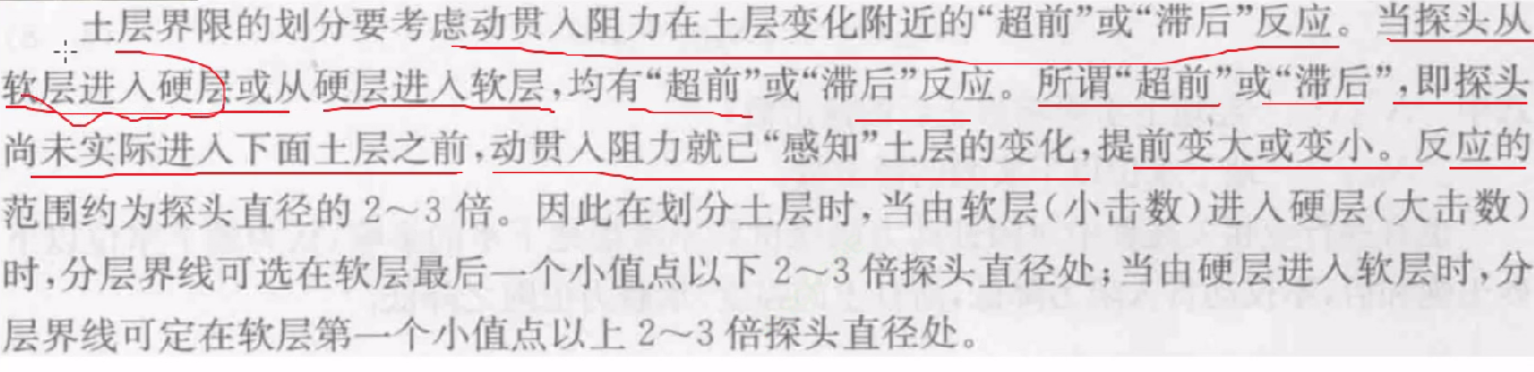 土层界限的划分要考虑动贯入阻力在土层变化附近的“超前”或“滞后”反应。当探头从
软层进入硬层或从硬层进入软层,均有“超前”或“滞后”反应。所谓“超前”或“滞后”,即探头
尚未实际进入下面土层之前,动贯入阻力就已“感知”土层的变化,提前变大或变小。反应的
范围约为探头直径的2～3倍。因此在划分土层时,当由软层(小击数)进入硬层(大击数)
时,分层界线可选在软层最后一个小值点以下2～3倍探头直径处;当由硬层进入软层时,分
层界线可定在软层第一个小值点以上2～3倍探头直径处。